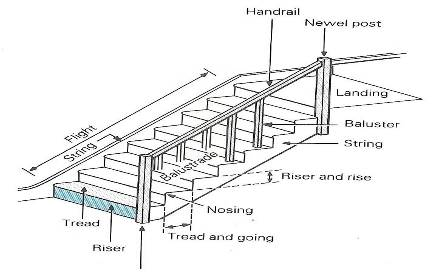 Handrail
Newel post
Landing
Flight
String
Baluster
String
Balustrade
Riser and rise
Nosing
Tread
Tread and going
Riser